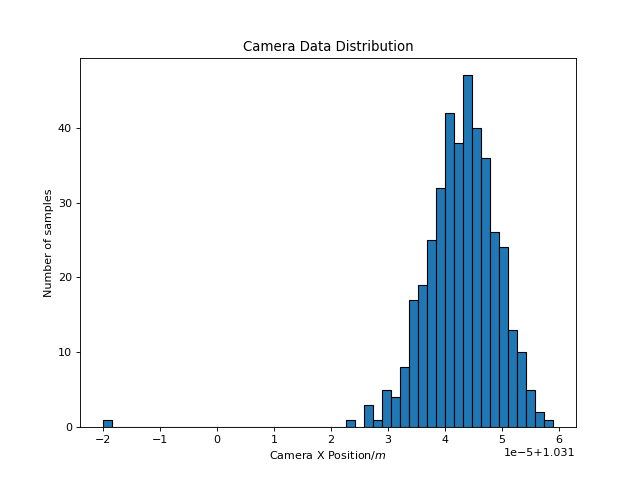 Camera Data Distribution
Number of samples
40
30
20
10
0
−2 −1 0 1 2 3 4 5 6
1e−5+1.031
Camera X Position/m